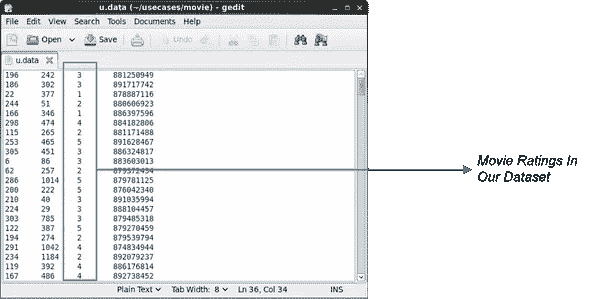 u.data (~/usecases/movie) - gedit
File Edit View Search Tools Documents Help
Open Save Undo
u.data
196 242 3 881250949
186 302 3 891717742
22 377 1 878887116
244 51 2 880606923
166 346 1 886397596
298 474 4 884182806
115 265 2 881171488
253 465 5 891628467
305 451 3 886324817
6 86 3 883603013
62 257 2 879372434
286 1014 5 879781125
200 222 5 876042340
210 40 3 891035994
224 29 3 888104457
303 785 3 879485318
122 387 5 879270459
194 274 2 879539794
291 1042 4 874834944
234 1184 2 892079237
119 392 4 886176814
167 486 4 892738452
Movie Ratings In
Our Dataset
Plain Text Tab Width: 8 Ln 36, Col 34 INS